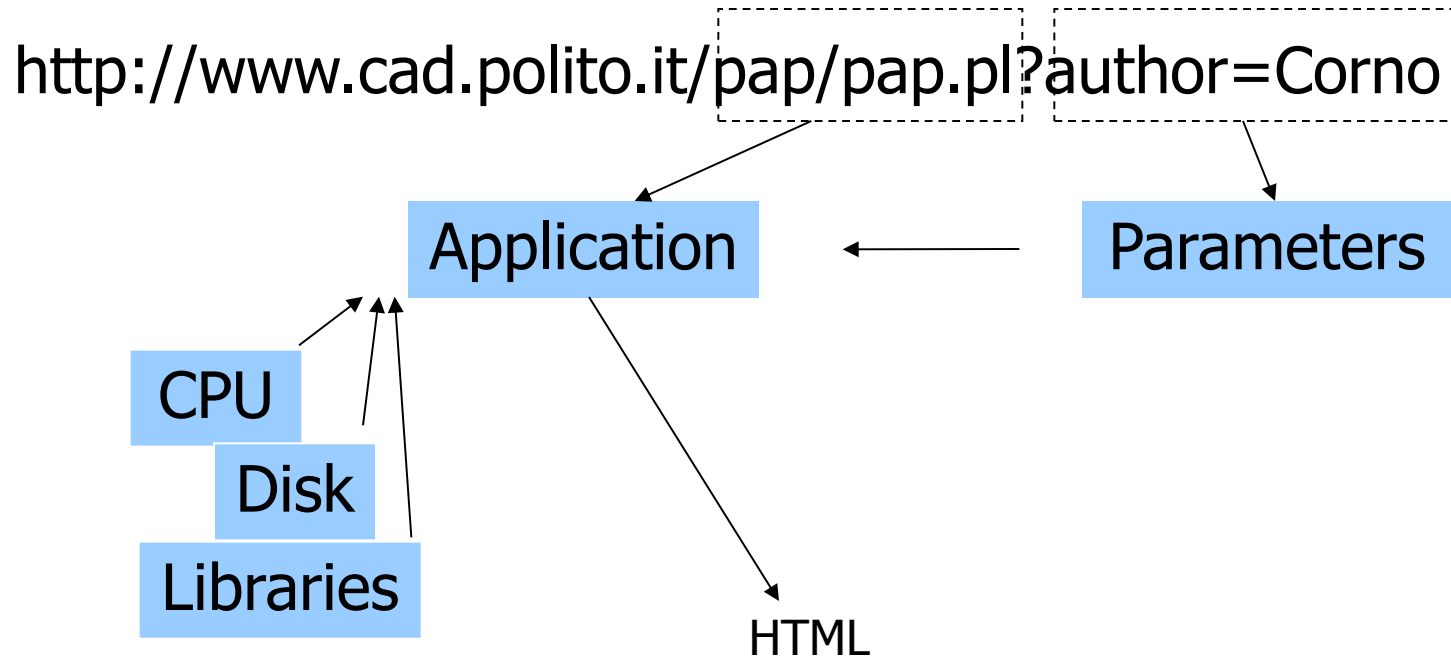 http://www.cad.polito.it/pap/pap.pl?author=Corno
Application
Parameters
CPU
Disk
Libraries
HTML